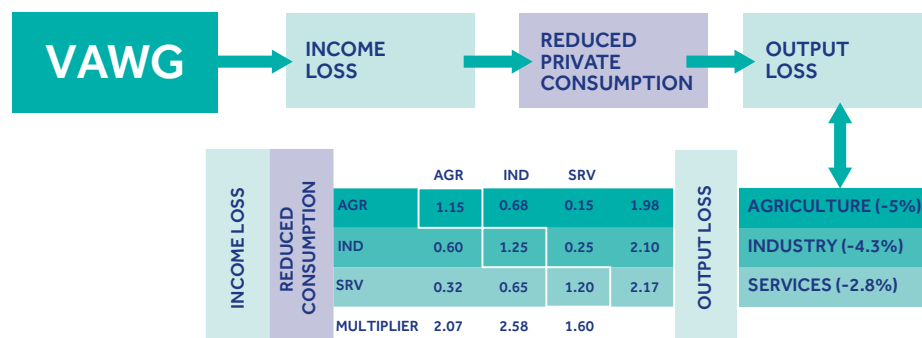 VAWG
INCOME
LOSS
REDUCED
PRIVATE
CONSUMPTION
OUTPUT
LOSS
INCOME LOSS
REDUCED
CONSUMPTION
AGR IND SRV
AGR 1.15 0.68 0.15 1.98
IND 0.60 1.25 0.25 2.10
SRV 0.32 0.65 1.20 2.17
MULTIPLIER 2.07 2.58 1.60
OUTPUT LOSS
AGRICULTURE (-5%)
INDUSTRY (-4.3%)
SERVICES (-2.8%)